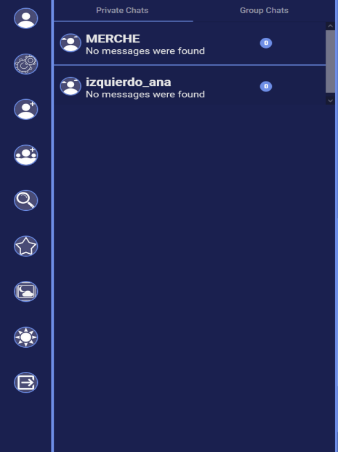 Private Chats
Group Chats
MERCHE
No messages were found
0
izquierdo_ana
No messages were found
0